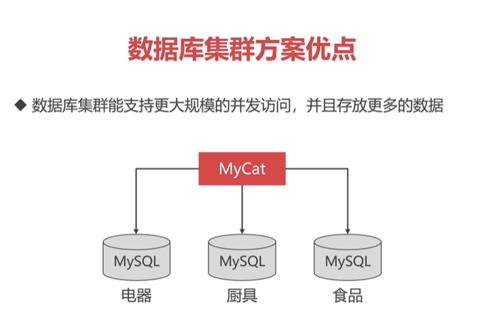 数据库集群方案优点
◆ 数据库集群能支持更大规模的并发访问，并且存放更多的数据
MyCat
MySQL MySQL MySQL
电器 厨具 食品